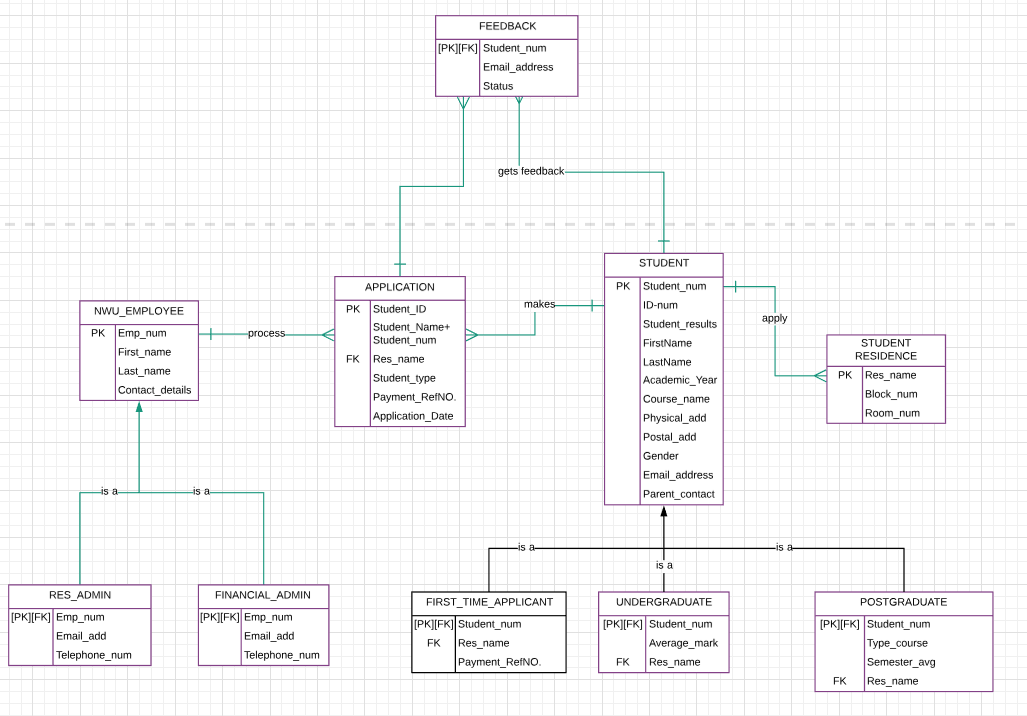 FEEDBACK
[PK][FK] Student_num
Email_address
Status
gets feedback
STUDENT
PK Student_num
ID-num
Student_results
FirstName
LastName
Academic_Year
Course_name
Physical_add
Postal_add
Gender
Email_address
Parent_contact
APPLICATION
PK Student_ID
Student_Name+
Student_num
FK Res_name
Student_type
Payment_RefNO.
Application_Date
makes
NWU_EMPLOYEE
PK Emp_num
First_name
Last_name
Contact_details
process
apply
STUDENT
RESIDENCE
PK Res_name
Block_num
Room_num
is a
is a
is a
is a
is a
RES_ADMIN
[PK][FK] Emp_num
Email_add
Telephone_num
FINANCIAL_ADMIN
[PK][FK] Emp_num
Email_add
Telephone_num
FIRST_TIME_APPLICANT
[PK][FK] Student_num
FK Res_name
Payment_RefNO.
UNDERGRADUATE
[PK][FK] Student_num
Average_mark
FK Res_name
POSTGRADUATE
[PK][FK] Student_num
Type_course
Semester_avg
FK Res_name